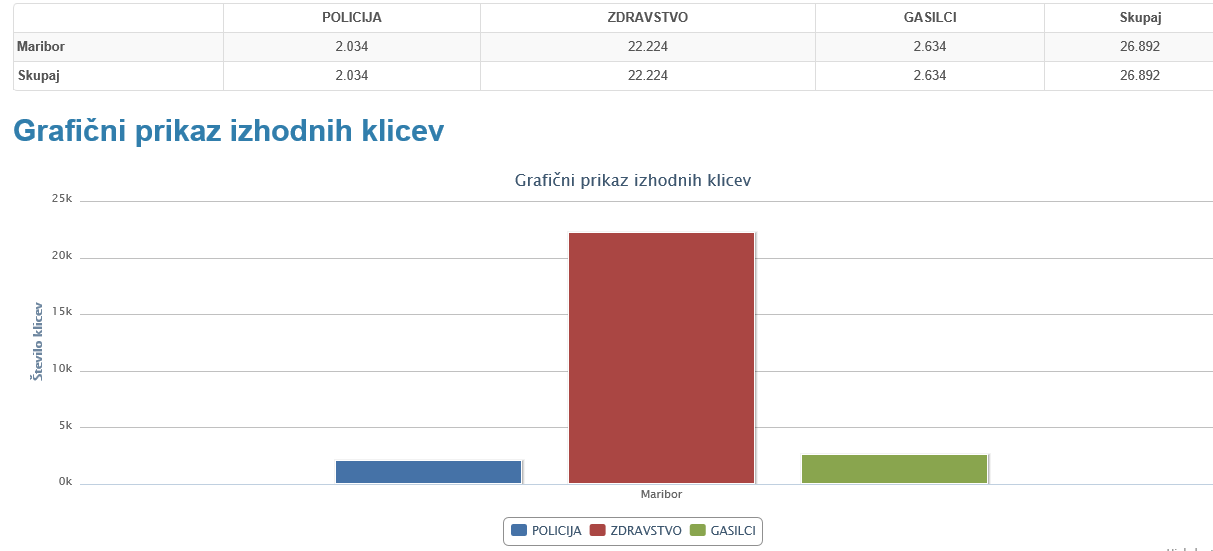 POLICIJA ZDRAVSTVO GASILCI Skupaj
Maribor 2.034 22.224 2.634 26.892
Skupaj 2.034 22.224 2.634 26.892
Grafični prikaz izhodnih klicev
Grafični prikaz izhodnih klicev
25k
20k
15k
10k
5k
0k
Število klicev
Maribor
POLICIJA ZDRAVSTVO GASILCI